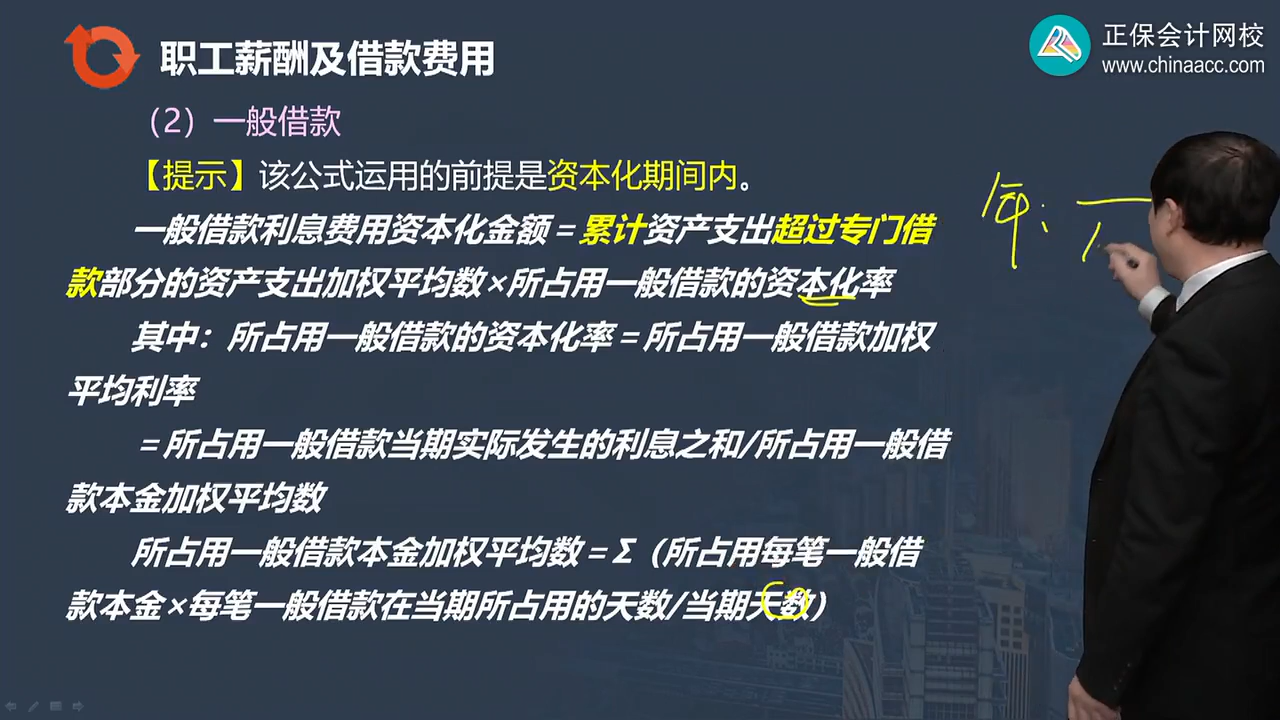 职工薪酬及借款费用
正保会计网校
www.chinaacc.com
（2）一般借款
【提示】该公式运用的前提是资本化期间内。
一般借款利息费用资本化金额＝累计资产支出超过专门借
款部分的资产支出加权平均数×所占用一般借款的资本化率
其中：所占用一般借款的资本化率＝所占用一般借款加权
平均利率
＝所占用一般借款当期实际发生的利息之和/所占用一般借
款本金加权平均数
所占用一般借款本金加权平均数＝Σ（所占用每笔一般借
款本金×每笔一般借款在当期所占用的天数/当期天数）
年：